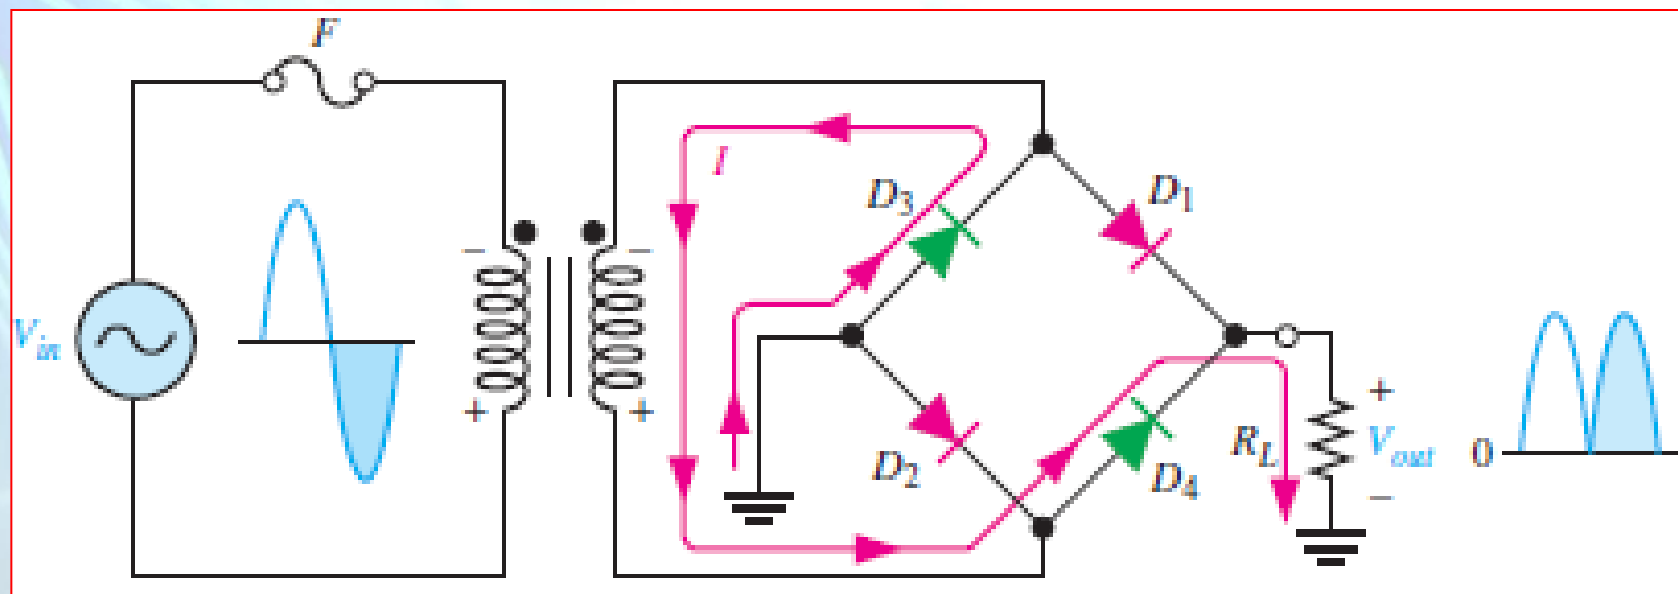 F
I
D3
D1
−
−
Vin
+
+
+
RL
Vout
0
D2
D4
−